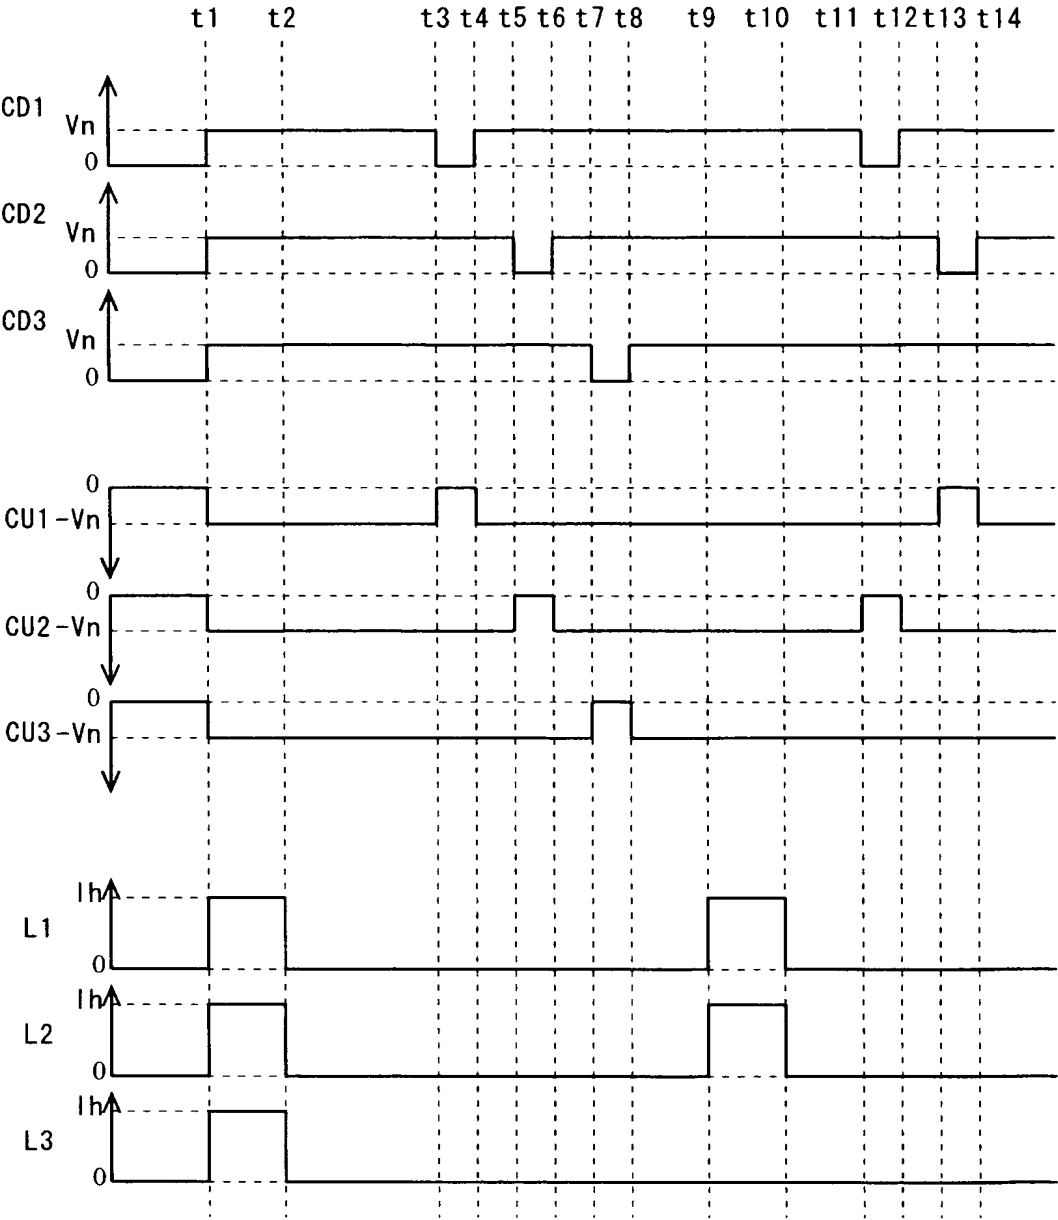 t1 t2 t3 t4 t5 t6 t7 t8 t9 t10 t11 t12 t13 t14
CD1
Vn
0
CD2
Vn
0
CD3
Vn
0
0
CU1 -Vn
0
CU2 -Vn
0
CU3 -Vn
Ih
L1
0
Ih
L2
0
Ih
L3
0